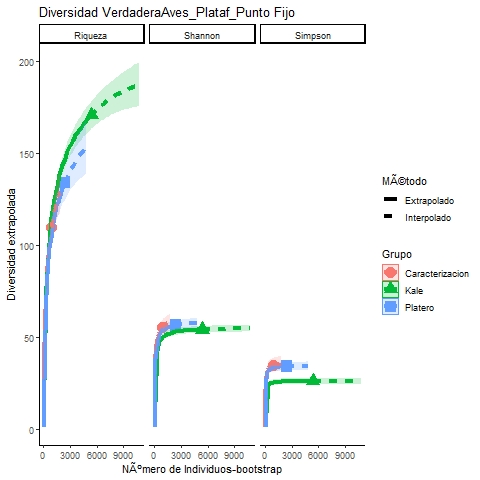 Diversidad VerdaderaAves_Plataf_Punto Fijo
Riqueza Shannon Simpson
200
150
100
50
0
Diversidad extrapolada
0 3000 6000 9000 0 3000 6000 9000 0 3000 6000 9000
NÃºmero de Individuos-bootstrap
MÃ©todo
Extrapolado
Interpolado
Grupo
Caracterizacion
Kale
Platero